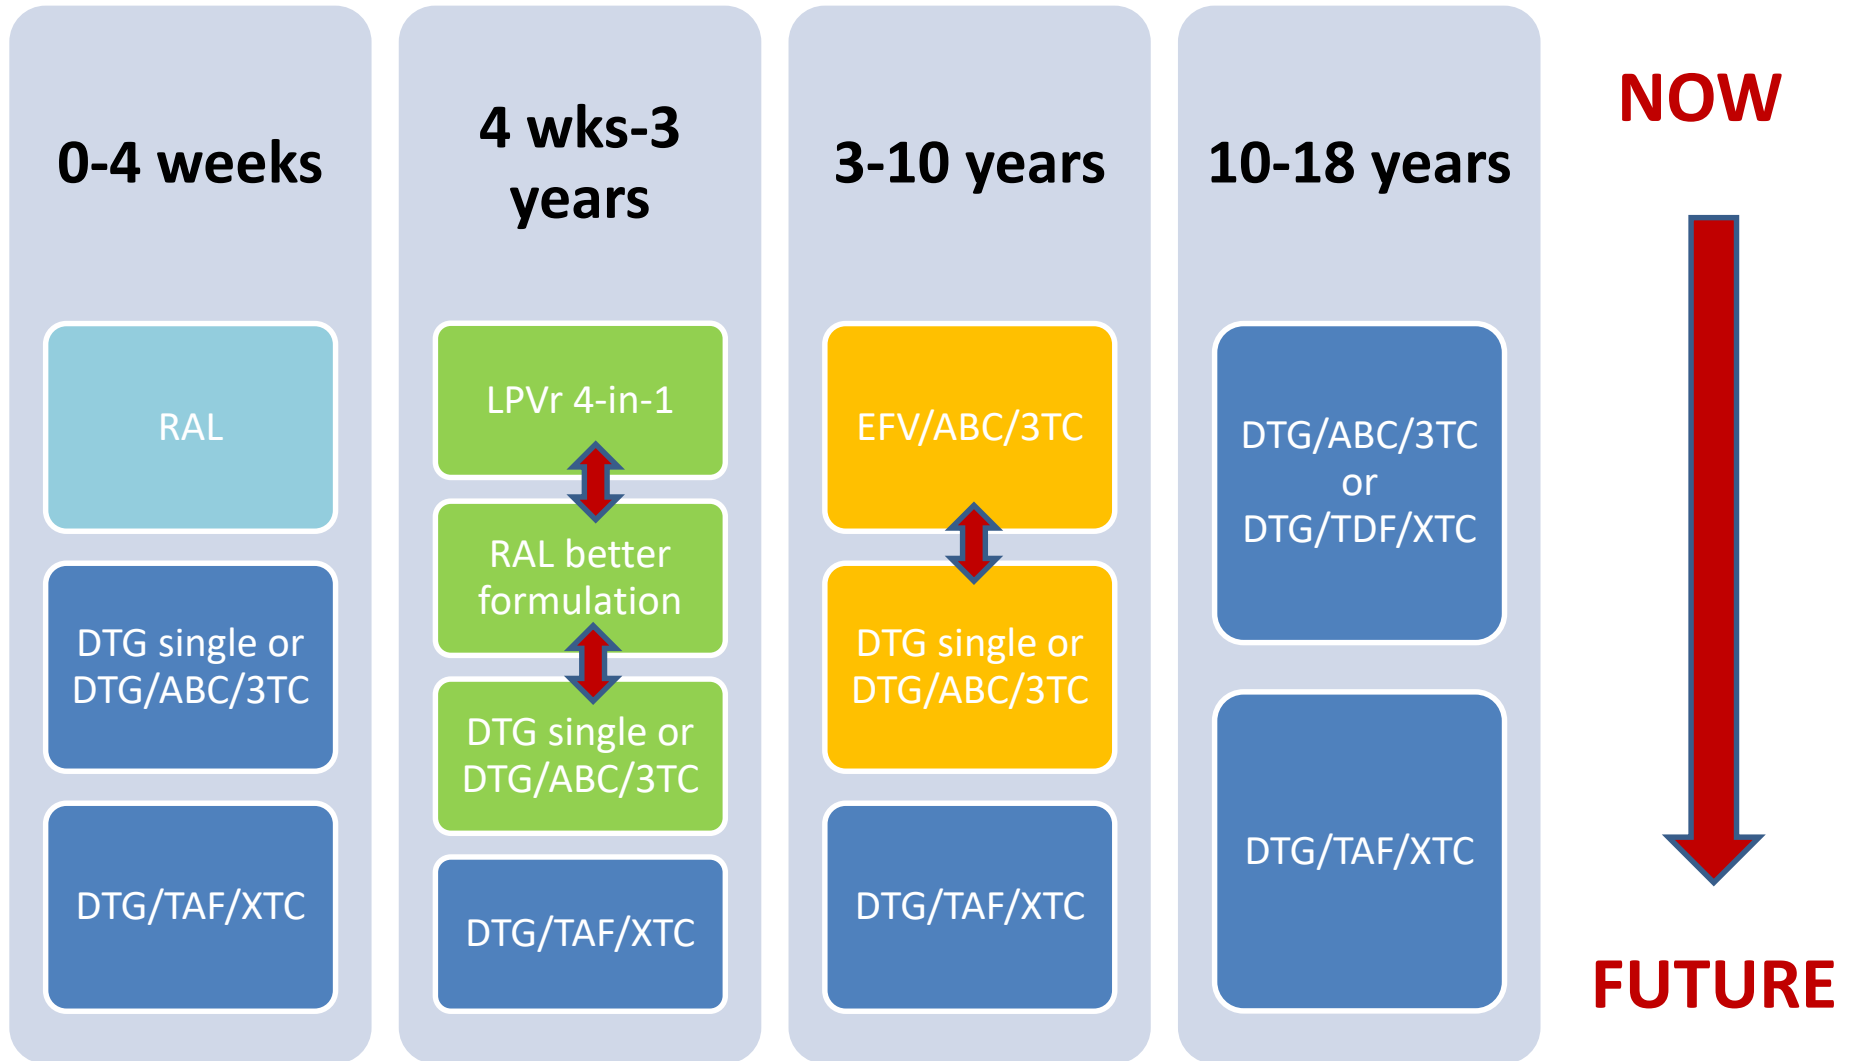 0-4 weeks
RAL
DTG single or
DTG/ABC/3TC
DTG/TAF/XTC
4 wks-3
years
LPVr 4-in-1
RAL better
formulation
DTG single or
DTG/ABC/3TC
DTG/TAF/XTC
3-10 years
EFV/ABC/3TC
DTG single or
DTG/ABC/3TC
DTG/TAF/XTC
10-18 years
DTG/ABC/3TC
or
DTG/TDF/XTC
DTG/TAF/XTC
NOW
FUTURE